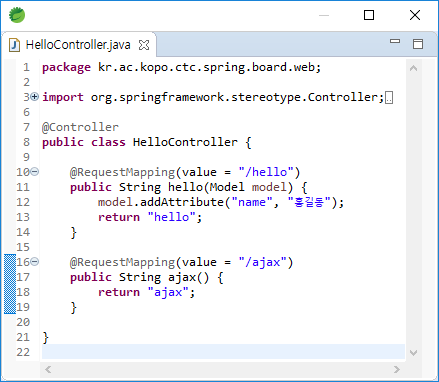 HelloController.java
1 package kr.ac.kopo.ctc.spring.board.web;
2
3 import org.springframework.stereotype.Controller;
6
7 @Controller
8 public class HelloController {
9
10 @RequestMapping(value = "/hello")
11 public String hello(Model model) {
12 model.addAttribute("name", "홍길동");
13 return "hello";
14 }
15
16 @RequestMapping(value = "/ajax")
17 public String ajax() {
18 return "ajax";
19 }
20
21 }
22